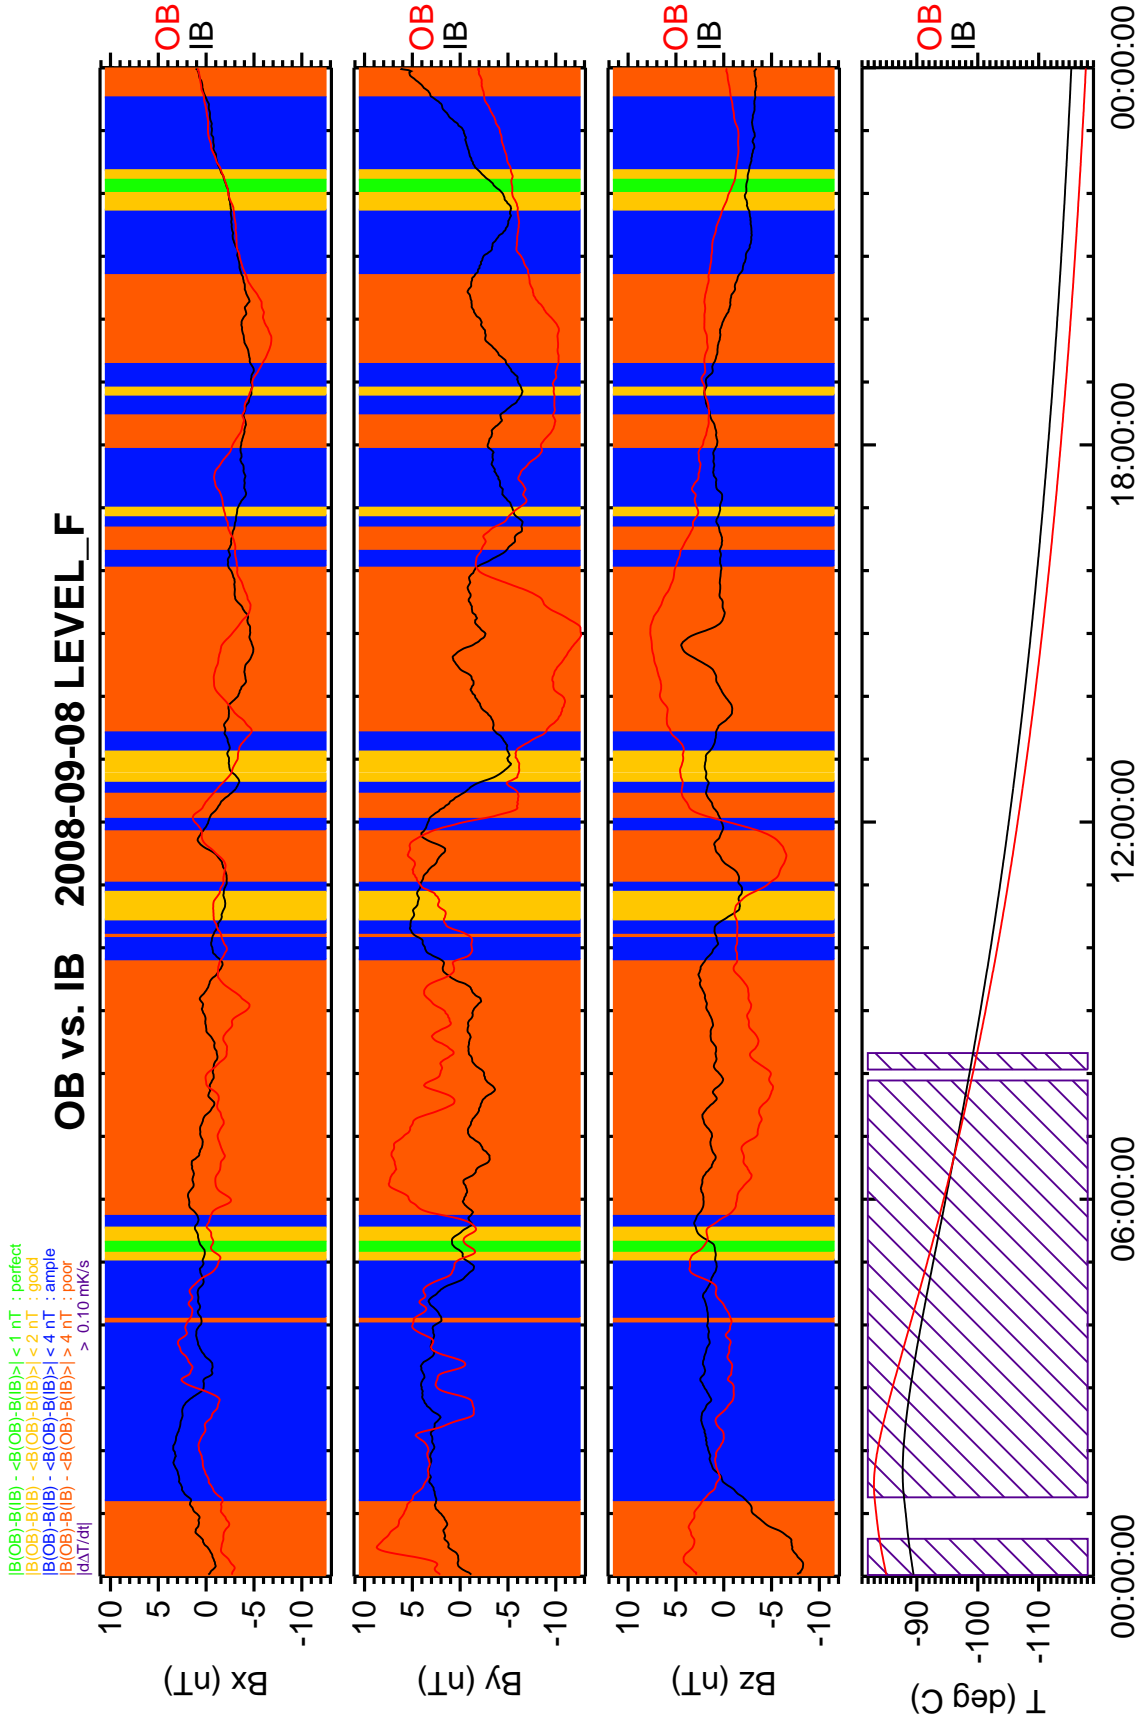 OB vs. IB 2008-09-08 LEVEL_F
|B(OB)-B(IB) - <B(OB)-B(IB)>| < 1 nT : perfect
|B(OB)-B(IB) - <B(OB)-B(IB)>| < 2 nT : good
|B(OB)-B(IB) - <B(OB)-B(IB)>| < 4 nT : ample
|B(OB)-B(IB) - <B(OB)-B(IB)>| > 4 nT : poor
|dΔT/dt| > 0.10 mK/s
Bx (nT)
10
5
0
-5
-10
OB
IB
By (nT)
10
5
0
-5
-10
OB
IB
Bz (nT)
10
5
0
-5
-10
OB
IB
T (deg C)
-90
-100
-110
OB
IB
00:00:00 06:00:00 12:00:00 18:00:00 00:00:00